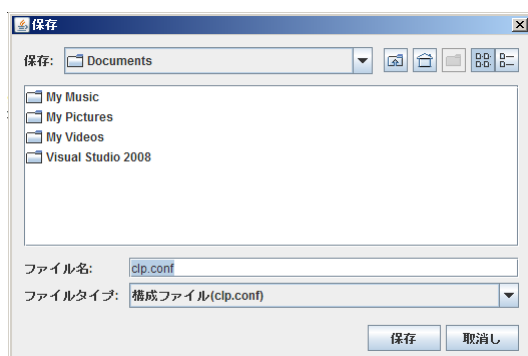 保存
保存: Documents
My Music
My Pictures
My Videos
Visual Studio 2008
ファイル名: clp.conf
ファイルタイプ: 構成ファイル(clp.conf)
保存 取消し